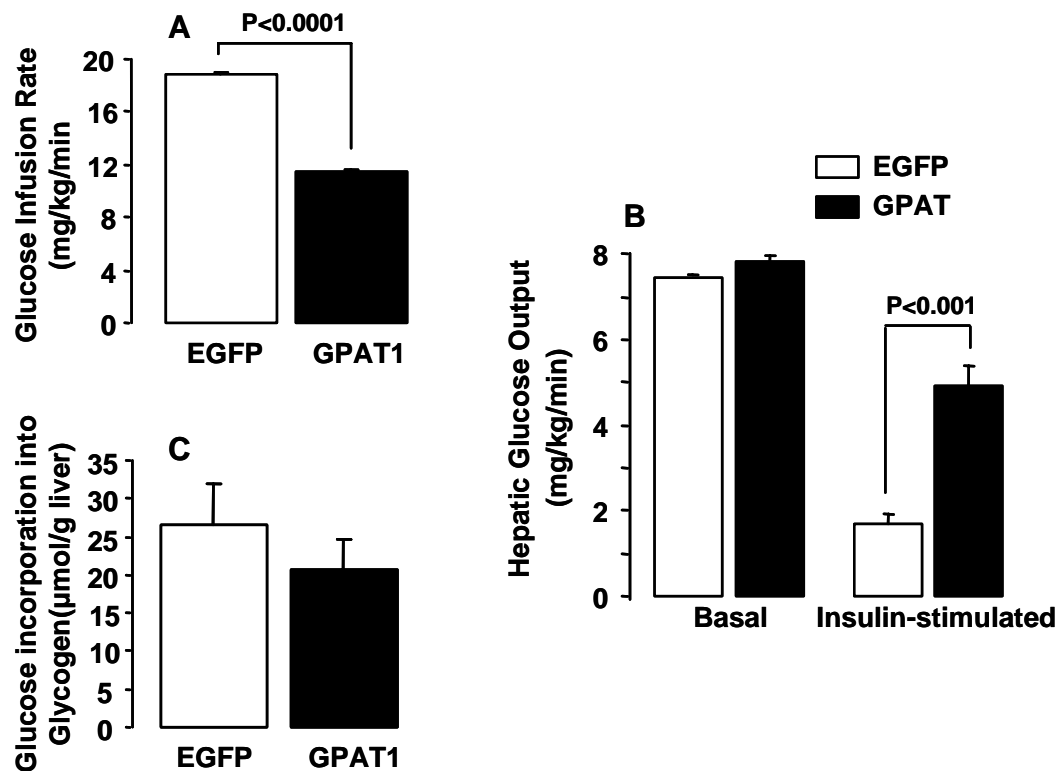 A
P<0.0001
Glucose Infusion Rate
(mg/kg/min
20
16
12
8
4
0
EGFP
GPAT1
EGFP
GPAT
B
Hepatic Glucose Output
(mg/kg/min)
8
6
4
2
0
P<0.001
Basal
Insulin-stimulated
C
Glucose incorporation into
Glycogen(µmol/g liver)
35
30
25
20
15
10
5
0
EGFP
GPAT1